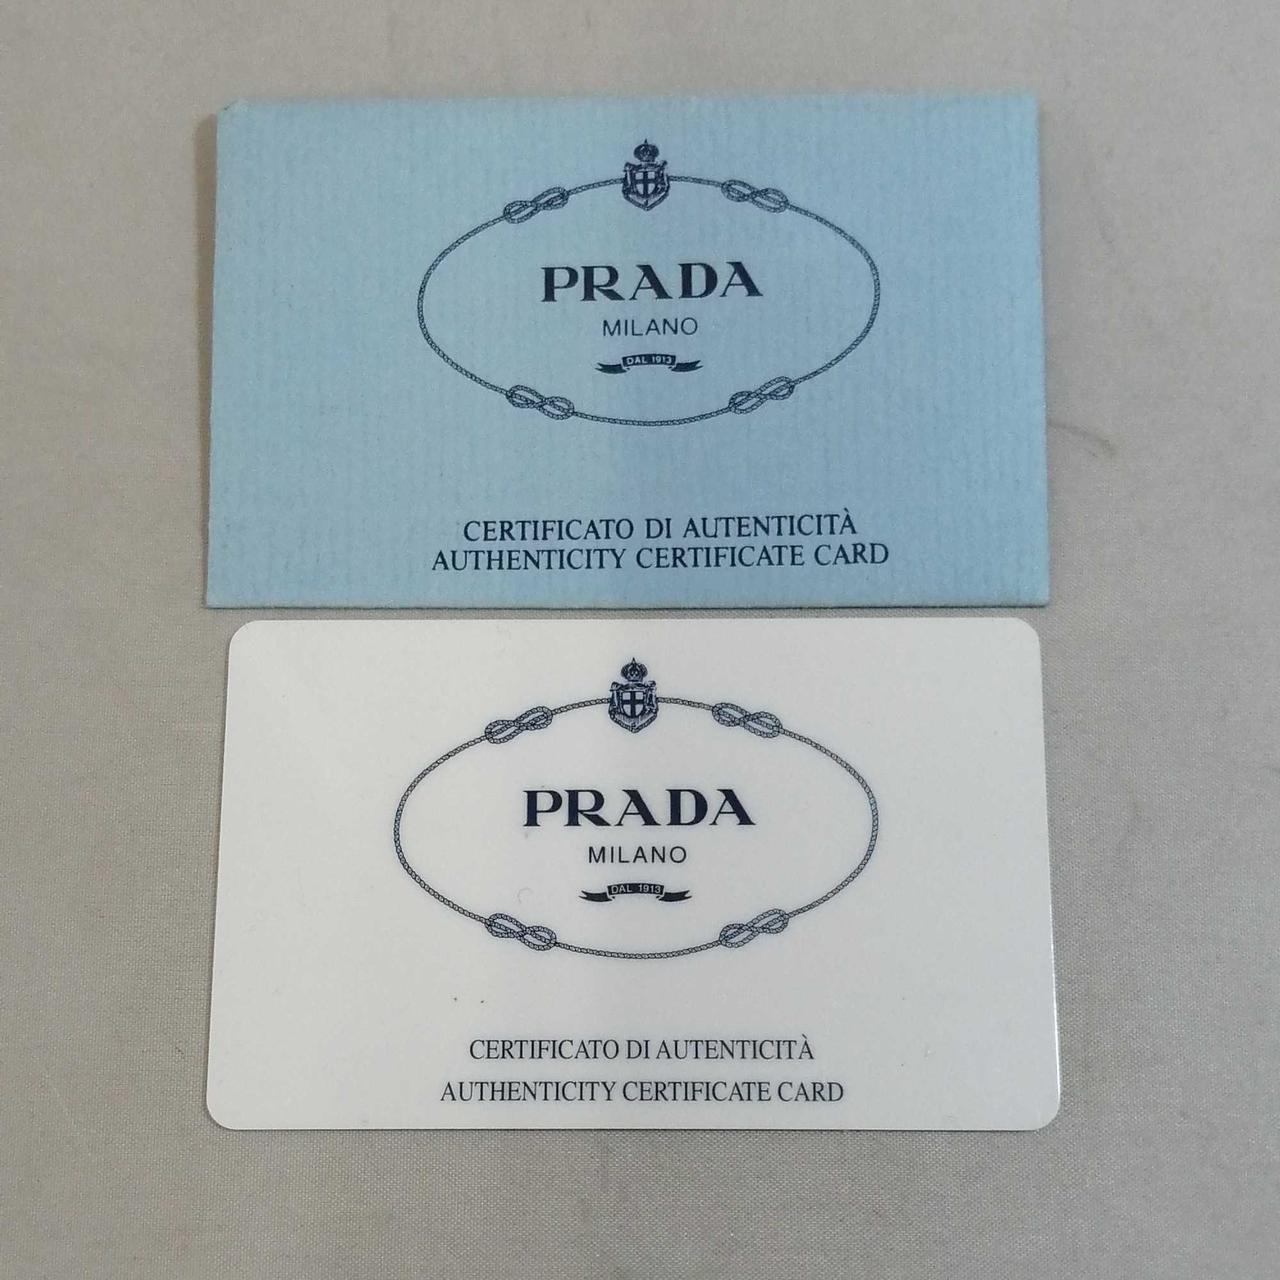 PRADA
MILANO
DAL 1913
CERTIFICATO DI AUTENTICITÀ
AUTHENTICITY CERTIFICATE CARD
PRADA
MILANO
DAL 1913
CERTIFICATO DI AUTENTICITÀ
AUTHENTICITY CERTIFICATE CARD